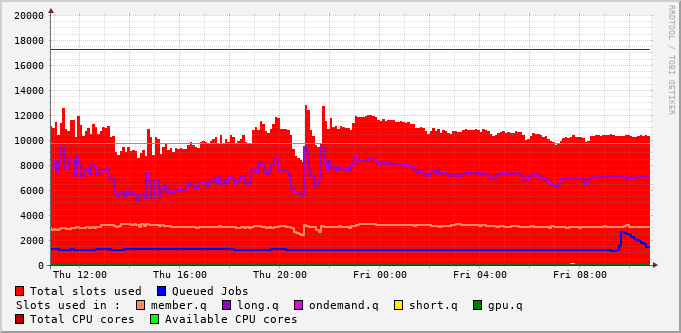 20000
18000
16000
14000
12000
10000
8000
6000
4000
2000
0
Thu 12:00 Thu 16:00 Thu 20:00 Fri 00:00 Fri 04:00 Fri 08:00
Total slots used Queued Jobs
Slots used in : member.q long.q ondemand.q short.q gpu.q
Total CPU cores Available CPU cores
RRDTOOL / TOBI OETIKER